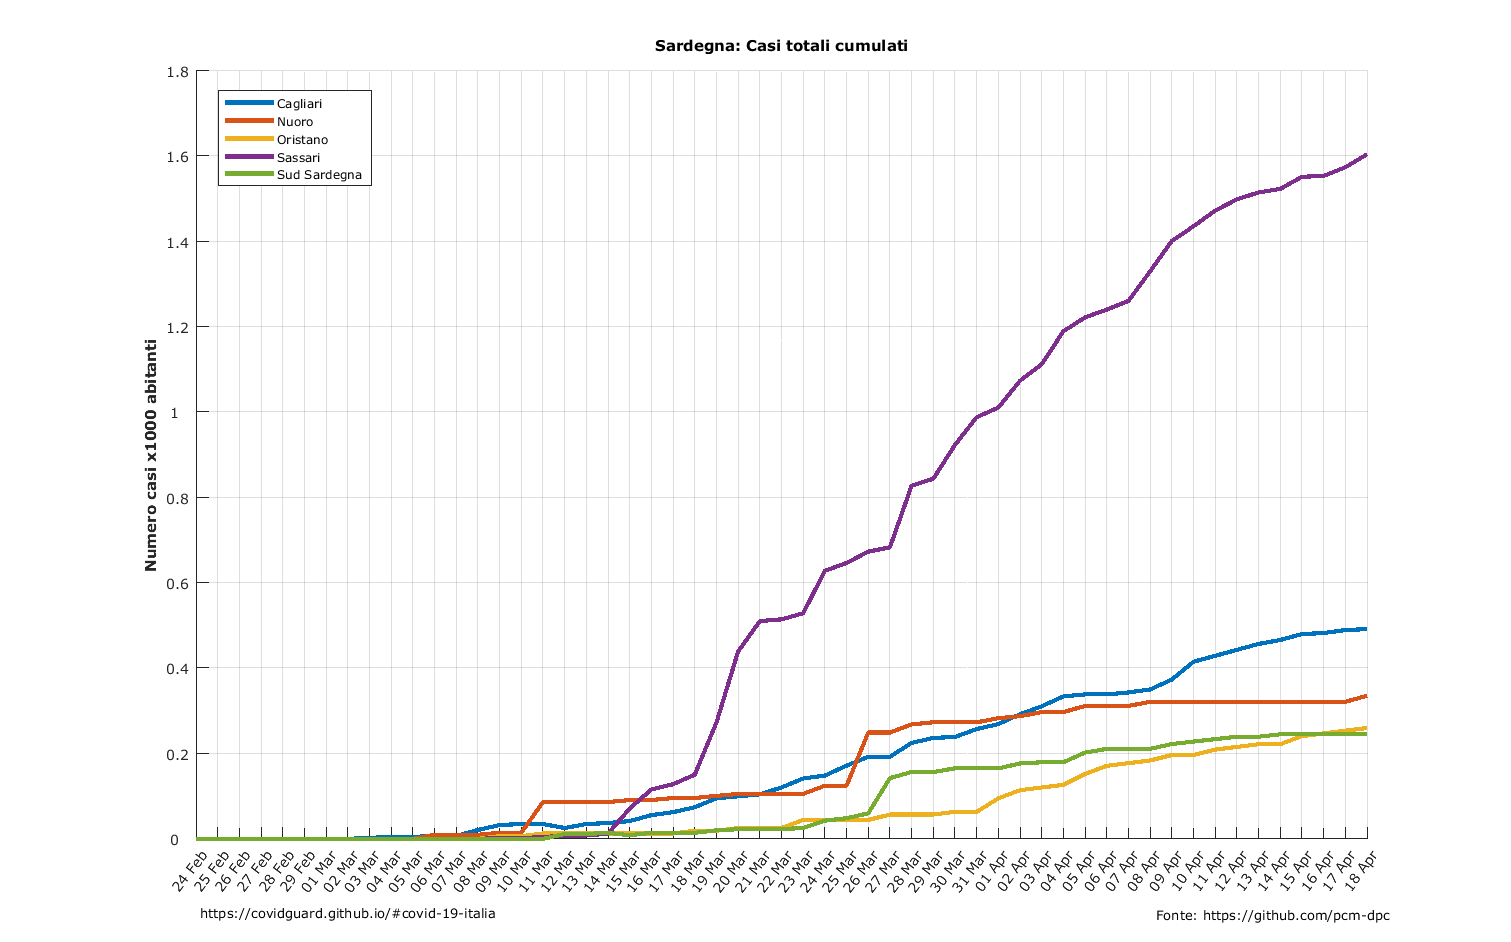 Sardegna: Casi totali cumulati
Numero casi x1000 abitanti
1.8
1.6
1.4
1.2
1
0.8
0.6
0.4
0.2
0
Cagliari
Nuoro
Oristano
Sassari
Sud Sardegna
24 Feb
25 Feb
26 Feb
27 Feb
28 Feb
29 Feb
01 Mar
02 Mar
03 Mar
04 Mar
05 Mar
06 Mar
07 Mar
08 Mar
09 Mar
10 Mar
11 Mar
12 Mar
13 Mar
14 Mar
15 Mar
16 Mar
17 Mar
18 Mar
19 Mar
20 Mar
21 Mar
22 Mar
23 Mar
24 Mar
25 Mar
26 Mar
27 Mar
28 Mar
29 Mar
30 Mar
31 Mar
01 Apr
02 Apr
03 Apr
04 Apr
05 Apr
06 Apr
07 Apr
08 Apr
09 Apr
10 Apr
11 Apr
12 Apr
13 Apr
14 Apr
15 Apr
16 Apr
17 Apr
18 Apr
https://covidguard.github.io/#covid-19-italia
Fonte: https://github.com/pcm-dpc